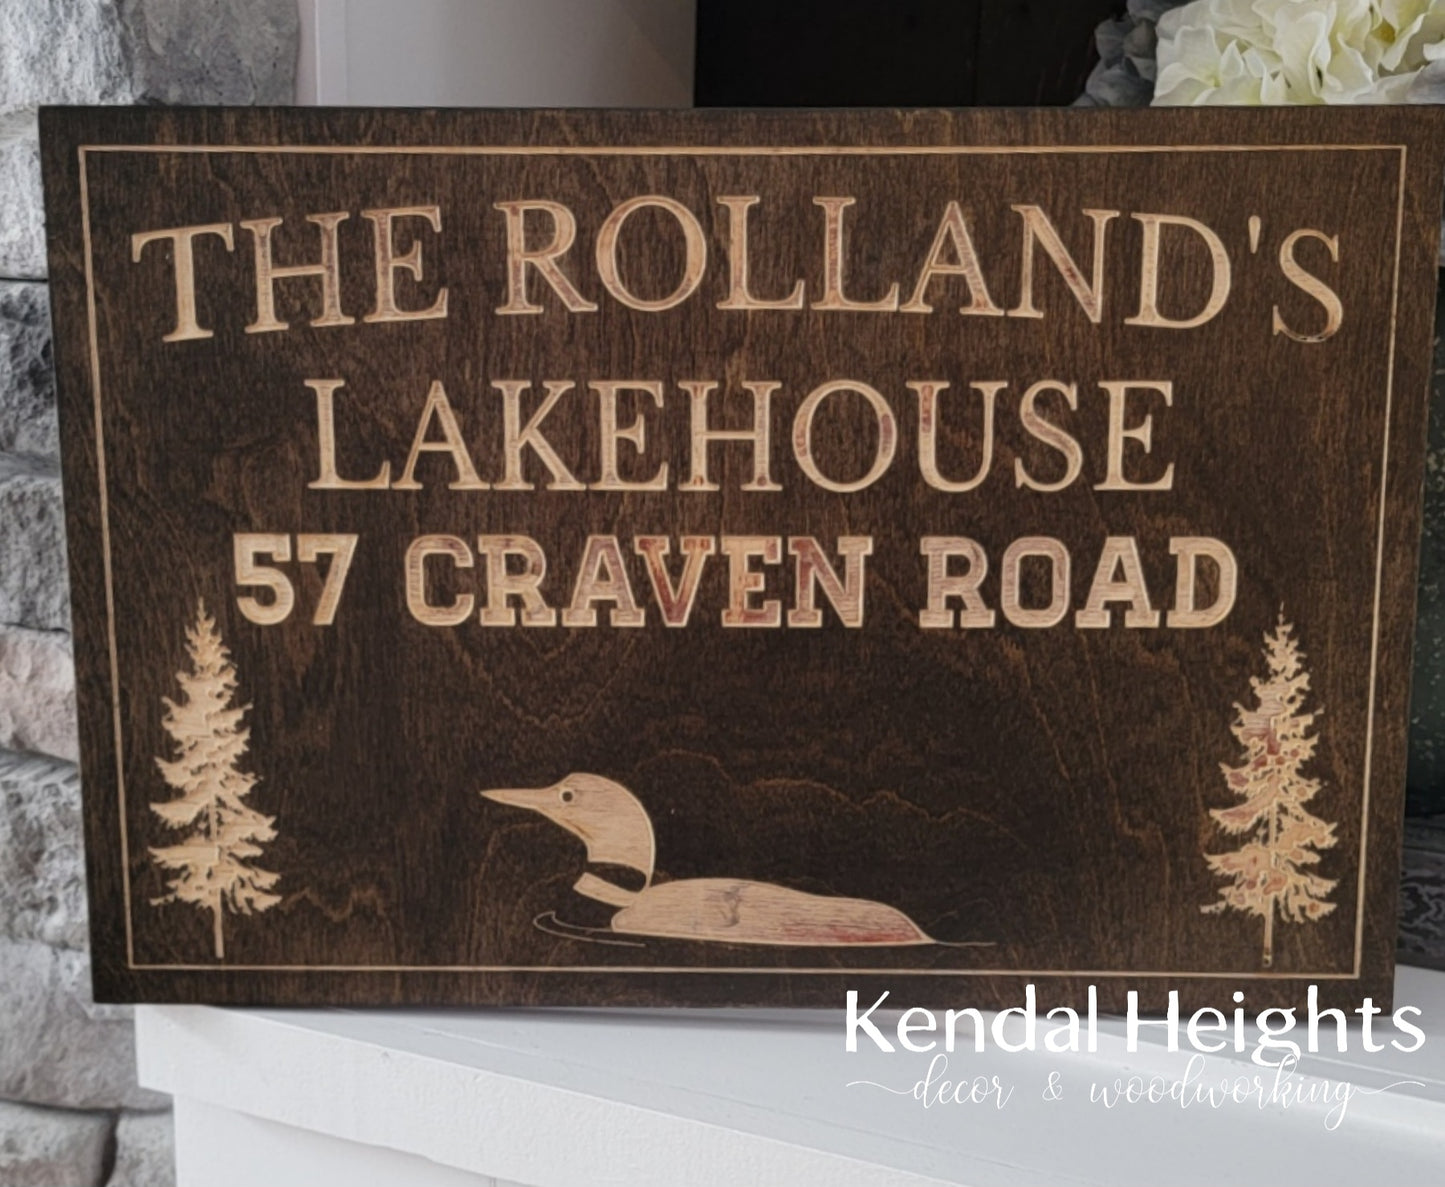 THE ROLLAND'S
LAKEHOUSE
57 CRAVEN ROAD
Kendal Heights
decor & woodworking